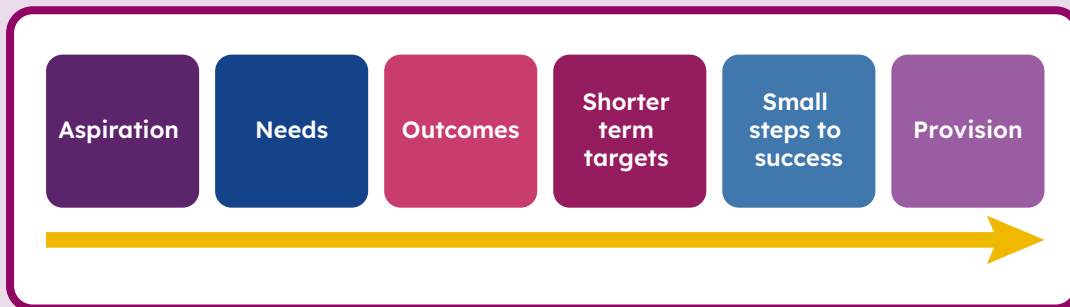 Aspiration
Needs
Outcomes
Shorter
term
targets
Small
steps to
success
Provision